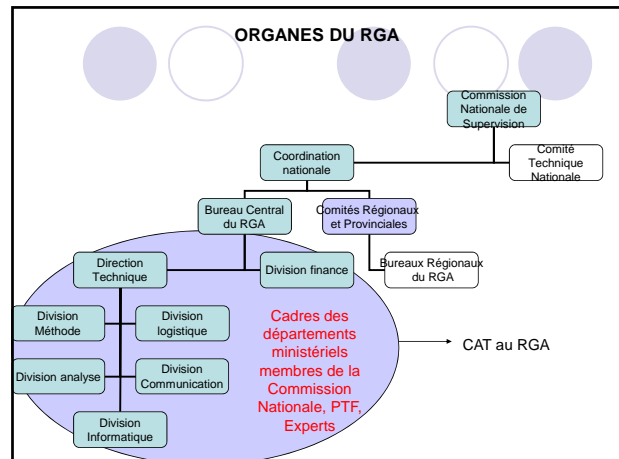 ORGANES DU RGA
Commission
Nationale de
Supervision
Coordination
nationale
Comité
Technique
Nationale
Bureau Central
du RGA
Comités Régionaux
et Provinciales
Direction
Technique
Division finance
Bureaux Régionaux
du RGA
Division
Méthode
Division
logistique
Cadres des
départements
ministériels
membres de la
Commission
Nationale, PTF,
Experts
CAT au RGA
Division analyse
Division
Communication
Division
Informatique